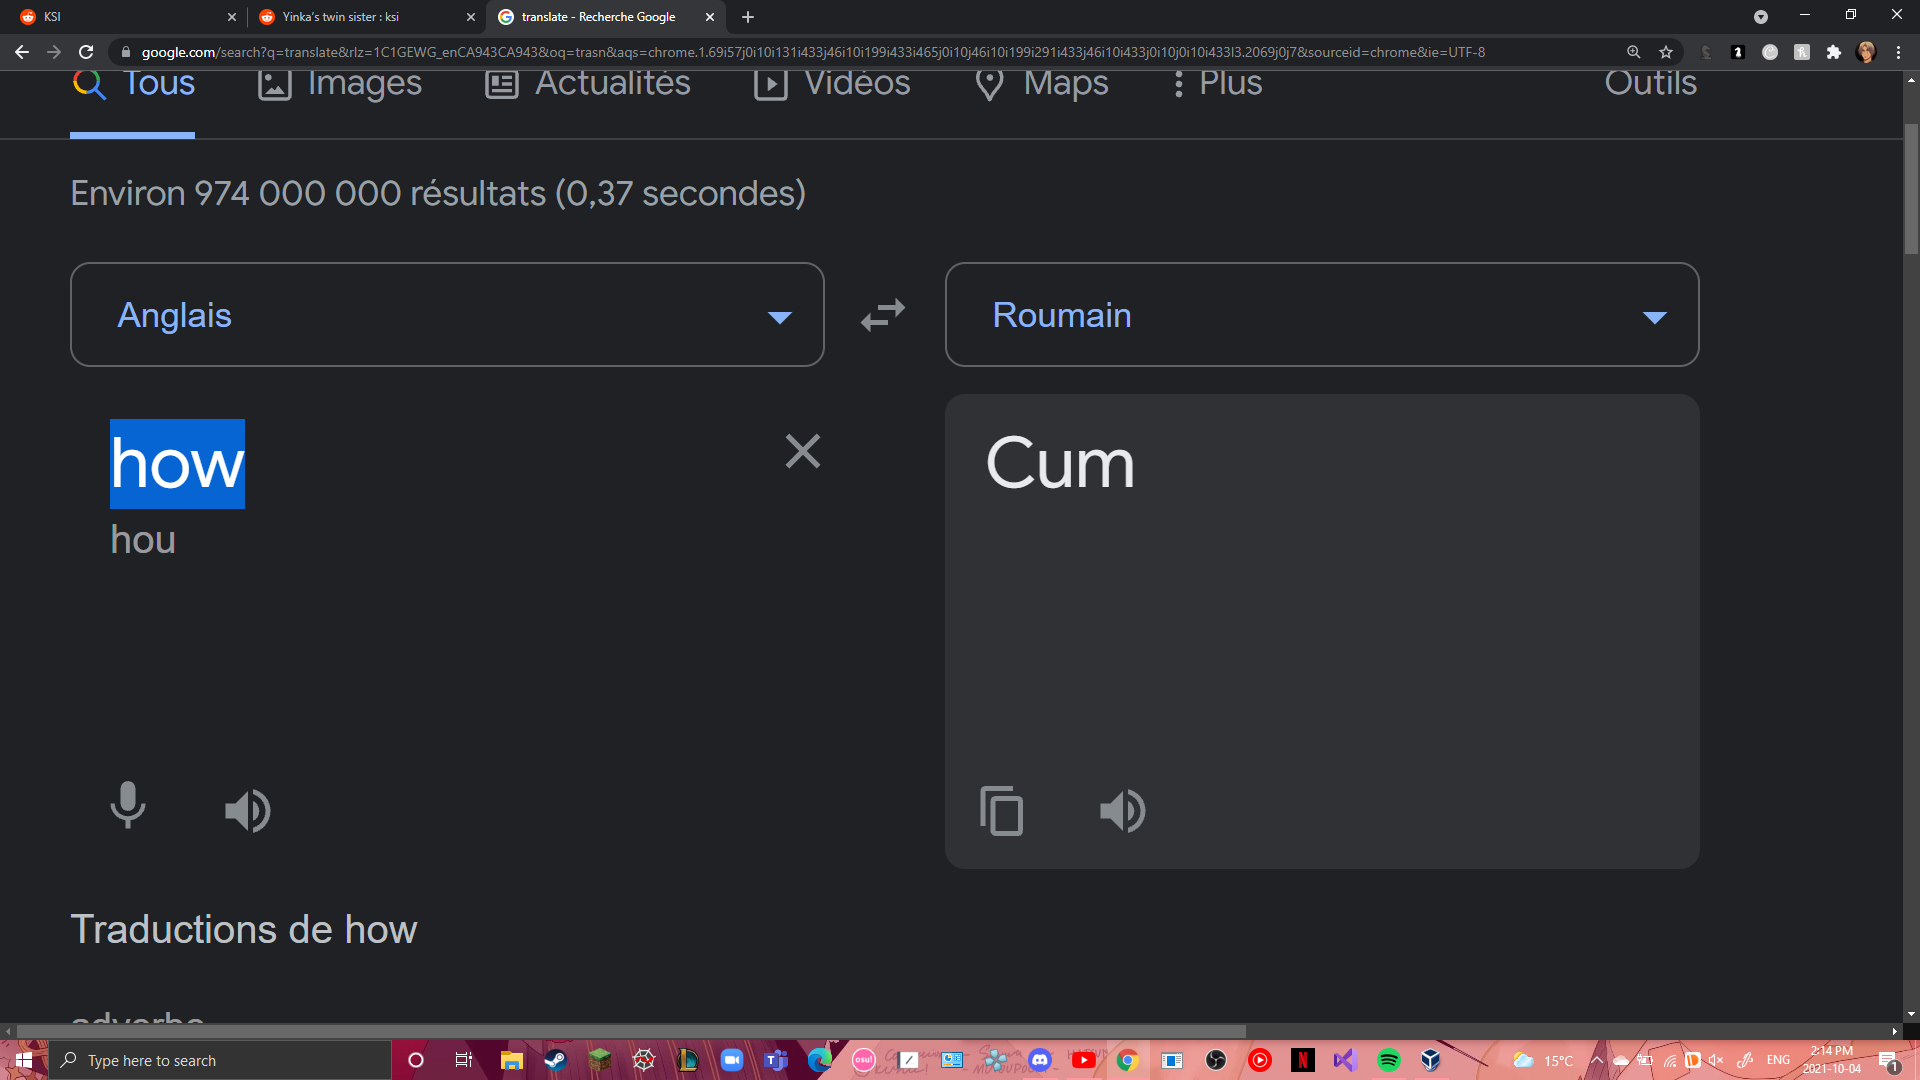 KSI
Yinka's twin sister : ksi
translate - Recherche Google
google.com/search?q=translate&rlz=1C1GEWG_enCA943CA943&oq=trasn&aqs=chrome.1.69i57j0i10i131i433j46i10i199i433i465j0i10j46i10i199i291i433j46i10i433j0i10j0i10i433l3.2069j0j7&sourceid=chrome&ie=UTF-8
Tous
Images
Actualités
Vidéos
Maps
Plus
Outils
Environ 974 000 000 résultats (0,37 secondes)
Anglais
Roumain
how
Cum
hou
Traductions de how
adverbe
Type here to search
osu!
15°C
ENG
2:14 PM
2021-10-04
1